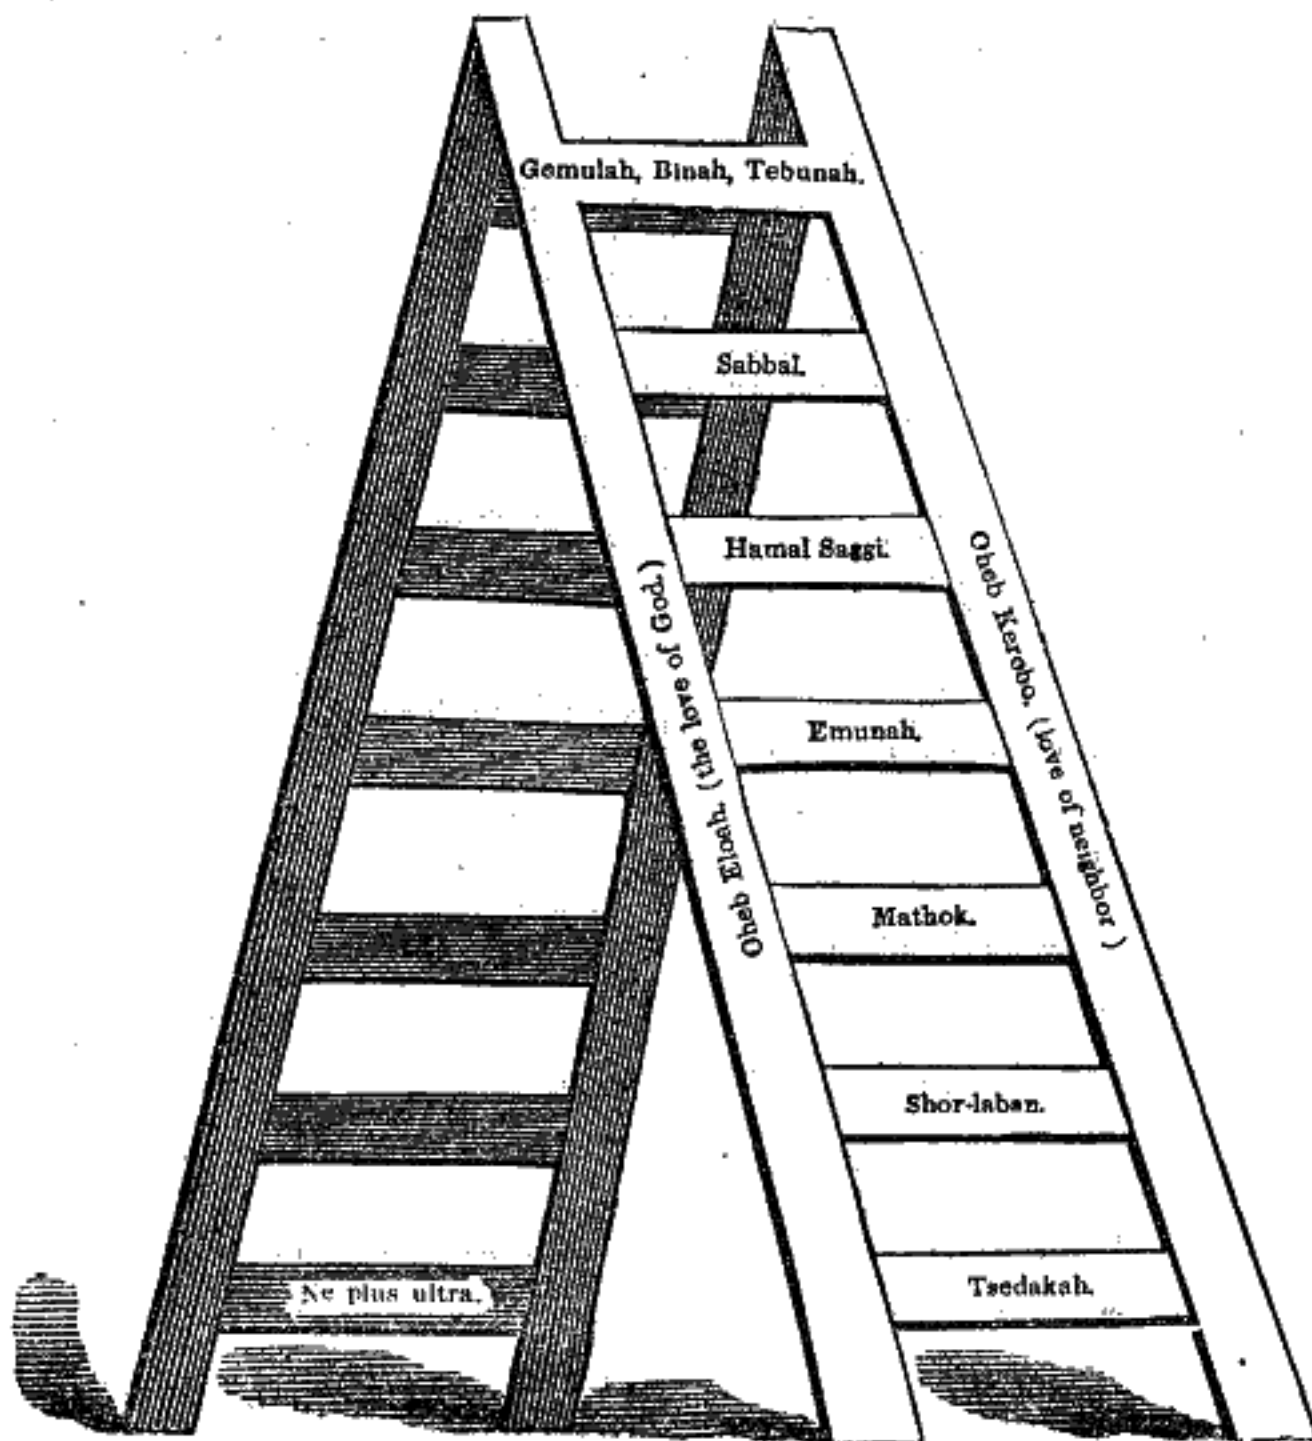 Gemulah, Binah, Tebunah.
Sabbal.
Hamal Saggi.
Emunah.
Mathok.
Shor-laban.
Tsedakah.
Oheb Eloah. (the love of God.)
Oheb Kerobo. (love of neighbor)
Ne plus ultra.